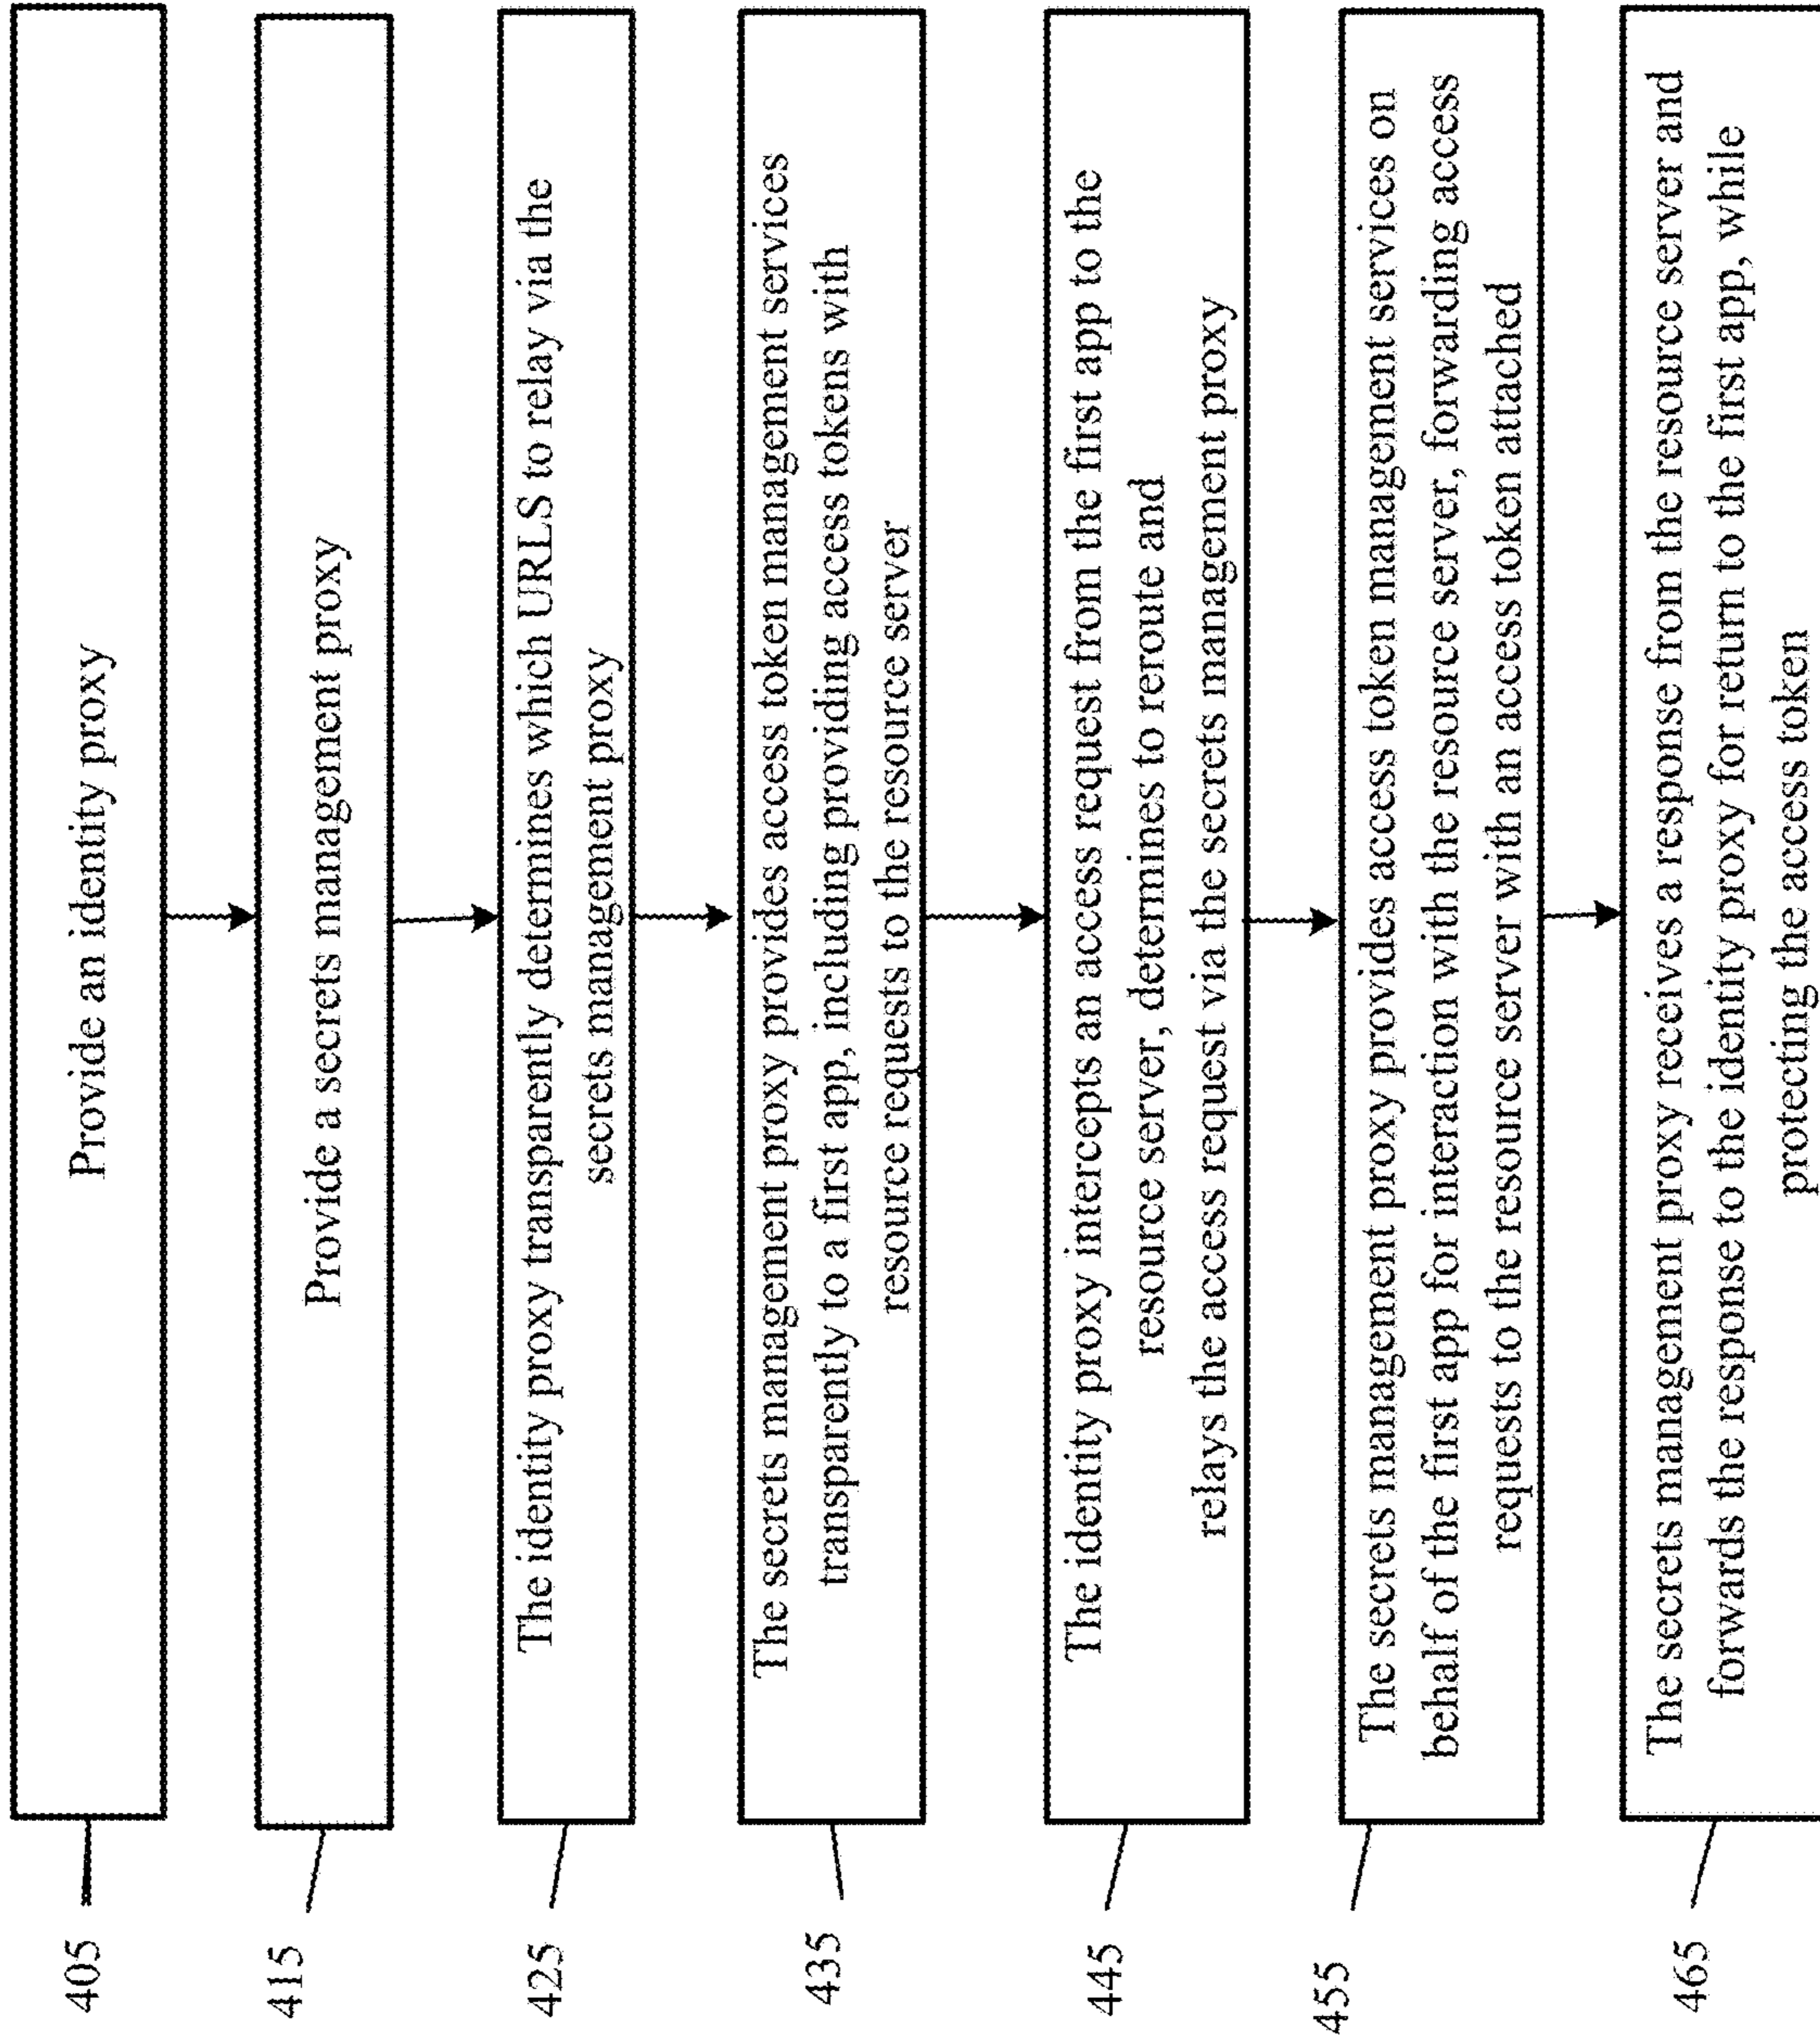 405
Provide an identity proxy
415
Provide a secrets management proxy
425
The identity proxy transparently determines which URLS to relay via the
secrets management proxy
435
The secrets management proxy provides access token management services
transparently to a first app, including providing access tokens with
resource requests to the resource server
445
The identity proxy intercepts an access request from the first app to the
resource server, determines to reroute and
relays the access request via the secrets management proxy
455
The secrets management proxy provides access token management services on
behalf of the first app for interaction with the resource server, forwarding access
requests to the resource server with an access token attached
465
The secrets management proxy receives a response from the resource server and
forwards the response to the identity proxy for return to the first app, while
protecting the access token